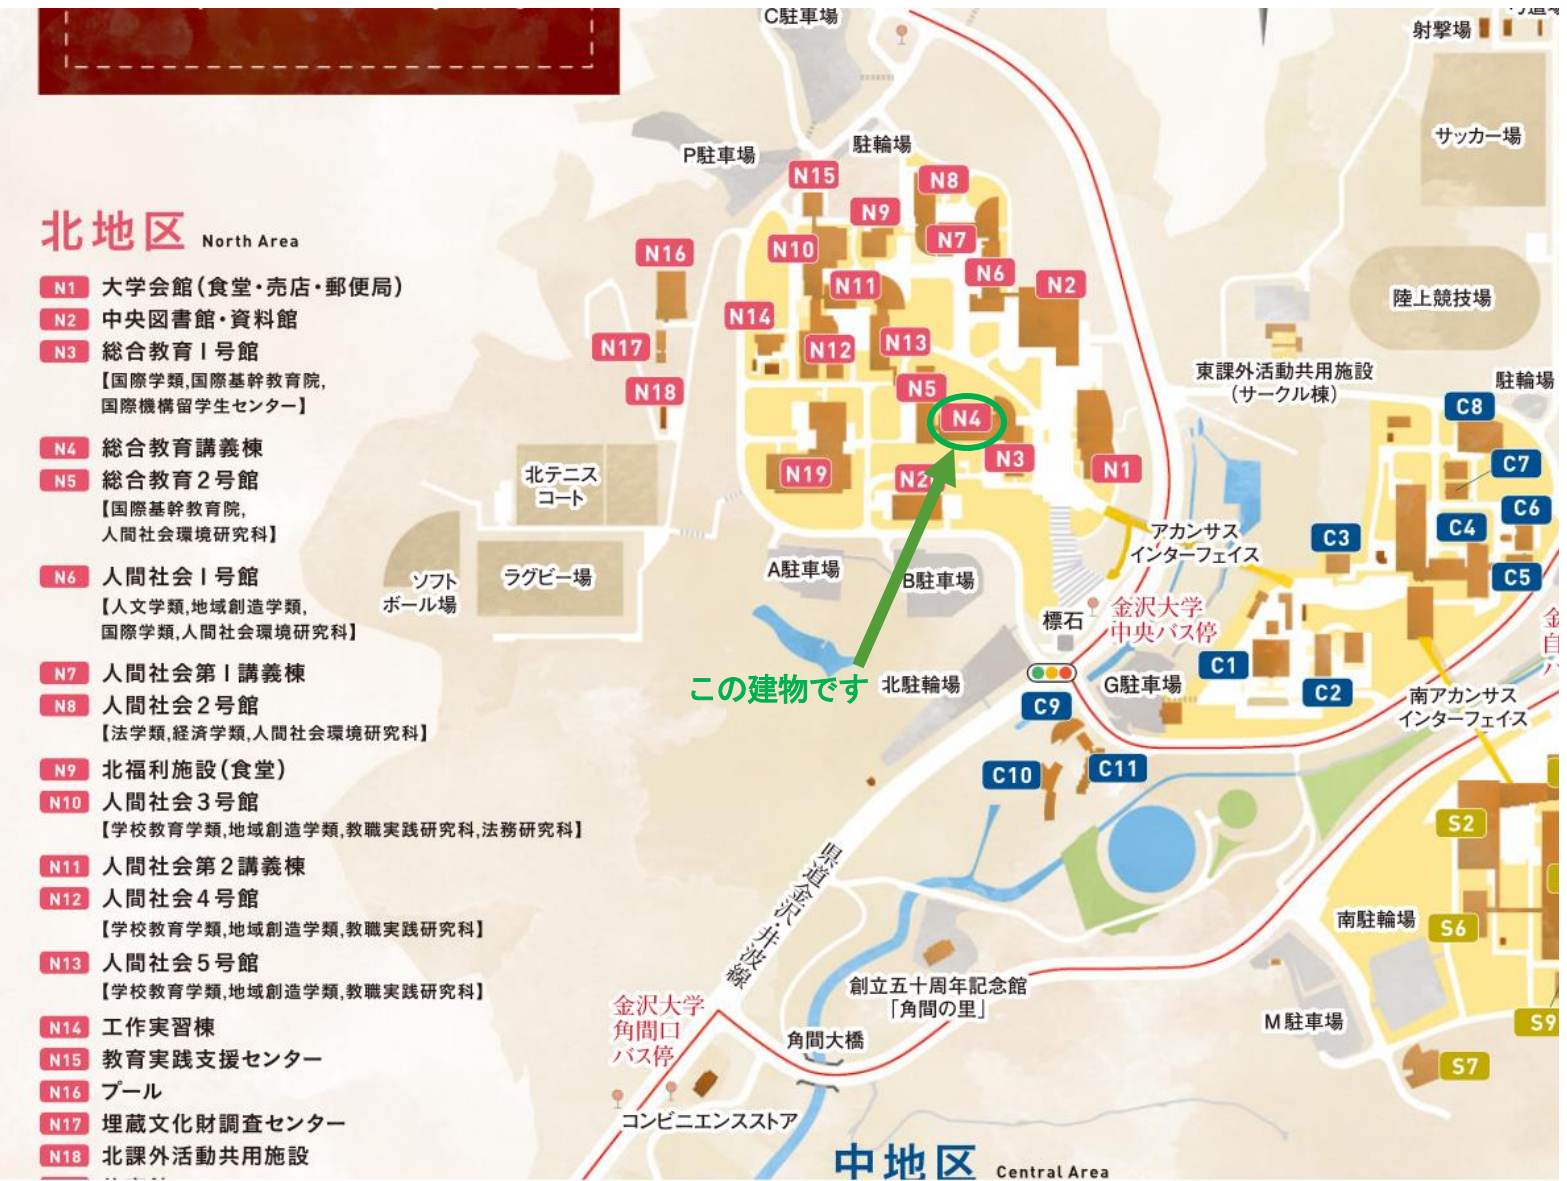 北地区 North Area
N1 大学会館(食堂・売店・郵便局)
N2 中央図書館・資料館
N3 総合教育1号館
【国際学類,国際基幹教育院,
国際機構留学生センター】
N4 総合教育講義棟
N5 総合教育2号館
【国際基幹教育院,
人間社会環境研究科】
N6 人間社会1号館
【人文学類,地域創造学類,
国際学類,人間社会環境研究科】
N7 人間社会第1講義棟
N8 人間社会2号館
【法学類,経済学類,人間社会環境研究科】
N9 北福利施設(食堂)
N10 人間社会3号館
【学校教育学類,地域創造学類,教職実践研究科,法務研究科】
N11 人間社会第2講義棟
N12 人間社会4号館
【学校教育学類,地域創造学類,教職実践研究科】
N13 人間社会5号館
【学校教育学類,地域創造学類,教職実践研究科】
N14 工作実習棟
N15 教育実践支援センター
N16 プール
N17 埋蔵文化財調査センター
N18 北課外活動共用施設
C駐車場
射撃場
サッカー場
P駐車場
駐輪場
N15
N8
N9
N7
N10
N16
N6
N11
N2
陸上競技場
N14
N17
N12
N13
東課外活動共用施設
(サークル棟)
駐輪場
N18
N5
N4
C8
N3
N1
N19
N2
C7
北テニス
コート
C6
C4
C3
アカンサス
インターフェイス
C5
A駐車場
B駐車場
ラグビー場
ソフト
ボール場
標石
金沢大学
中央バス停
C1
C2
この建物です
北駐輪場
G駐車場
南アカンサス
インターフェイス
C9
C10
C11
S2
県道金沢・井波線
南駐輪場
S6
創立五十周年記念館
「角間の里」
金沢大学
角間口
バス停
角間大橋
M駐車場
S9
S7
コンビニエンスストア
中地区 Central Area